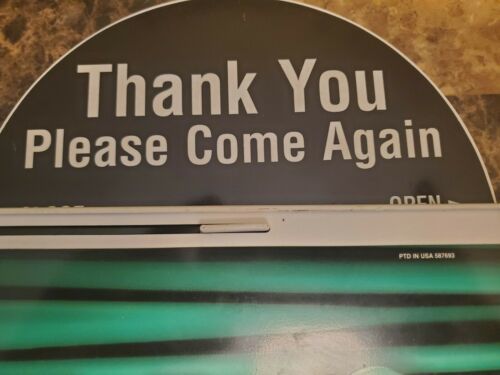 Thank You
Please Come Again
OPEN
PTD IN USA 587693